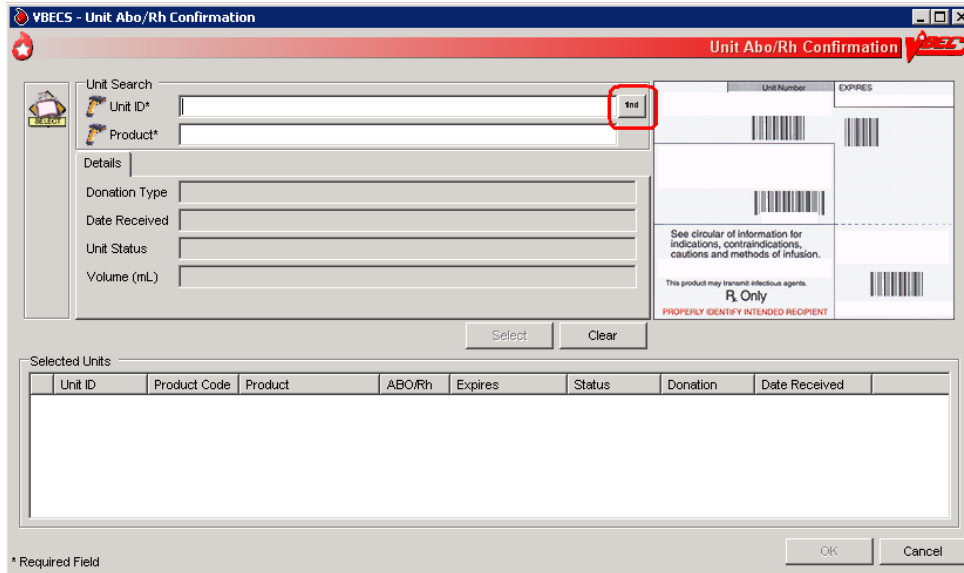 VBECS - Unit Abo/Rh Confirmation
Unit Abo/Rh Confirmation VBECS
SELECT
Unit Search
Unit ID*
Product*
Details
Donation Type
Date Received
Unit Status
Volume (mL)
Unit Number EXPIRES
See circular of information for
indications, contraindications,
cautions and methods of infusion.
This product may transmit infectious agents.
Rx Only
PROPERLY IDENTIFY INTENDED RECIPIENT
Select Clear
Selected Units
Unit ID Product Code Product ABO/Rh Expires Status Donation Date Received
* Required Field
OK Cancel